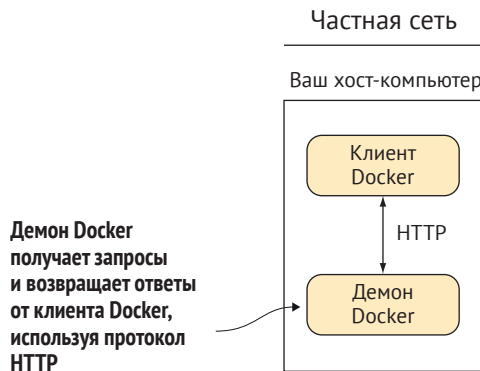 Частная сеть
Ваш хост-компьютер
Клиент
Docker
HTTP
Демон Docker
получает запросы
и возвращает ответы
от клиента Docker,
используя протокол
HTTP
Демон
Docker